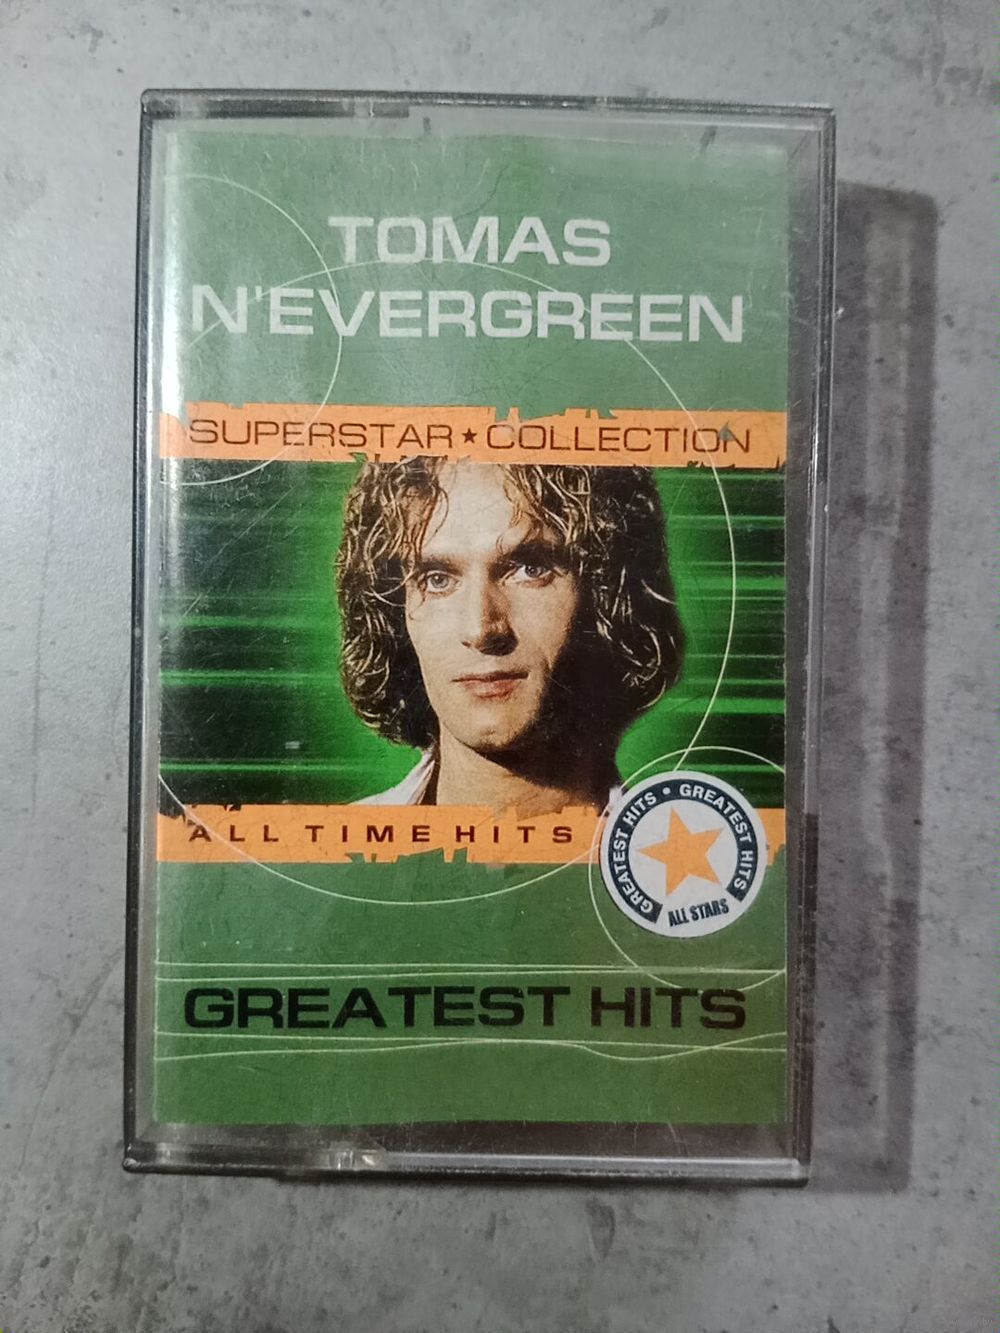 TOMAS
N'EVERGREEN
SUPERSTAR★COLLECTION
ALL TIME HITS
GREATEST HITS • GREATEST HITS
ALL STARS
GREATEST HITS